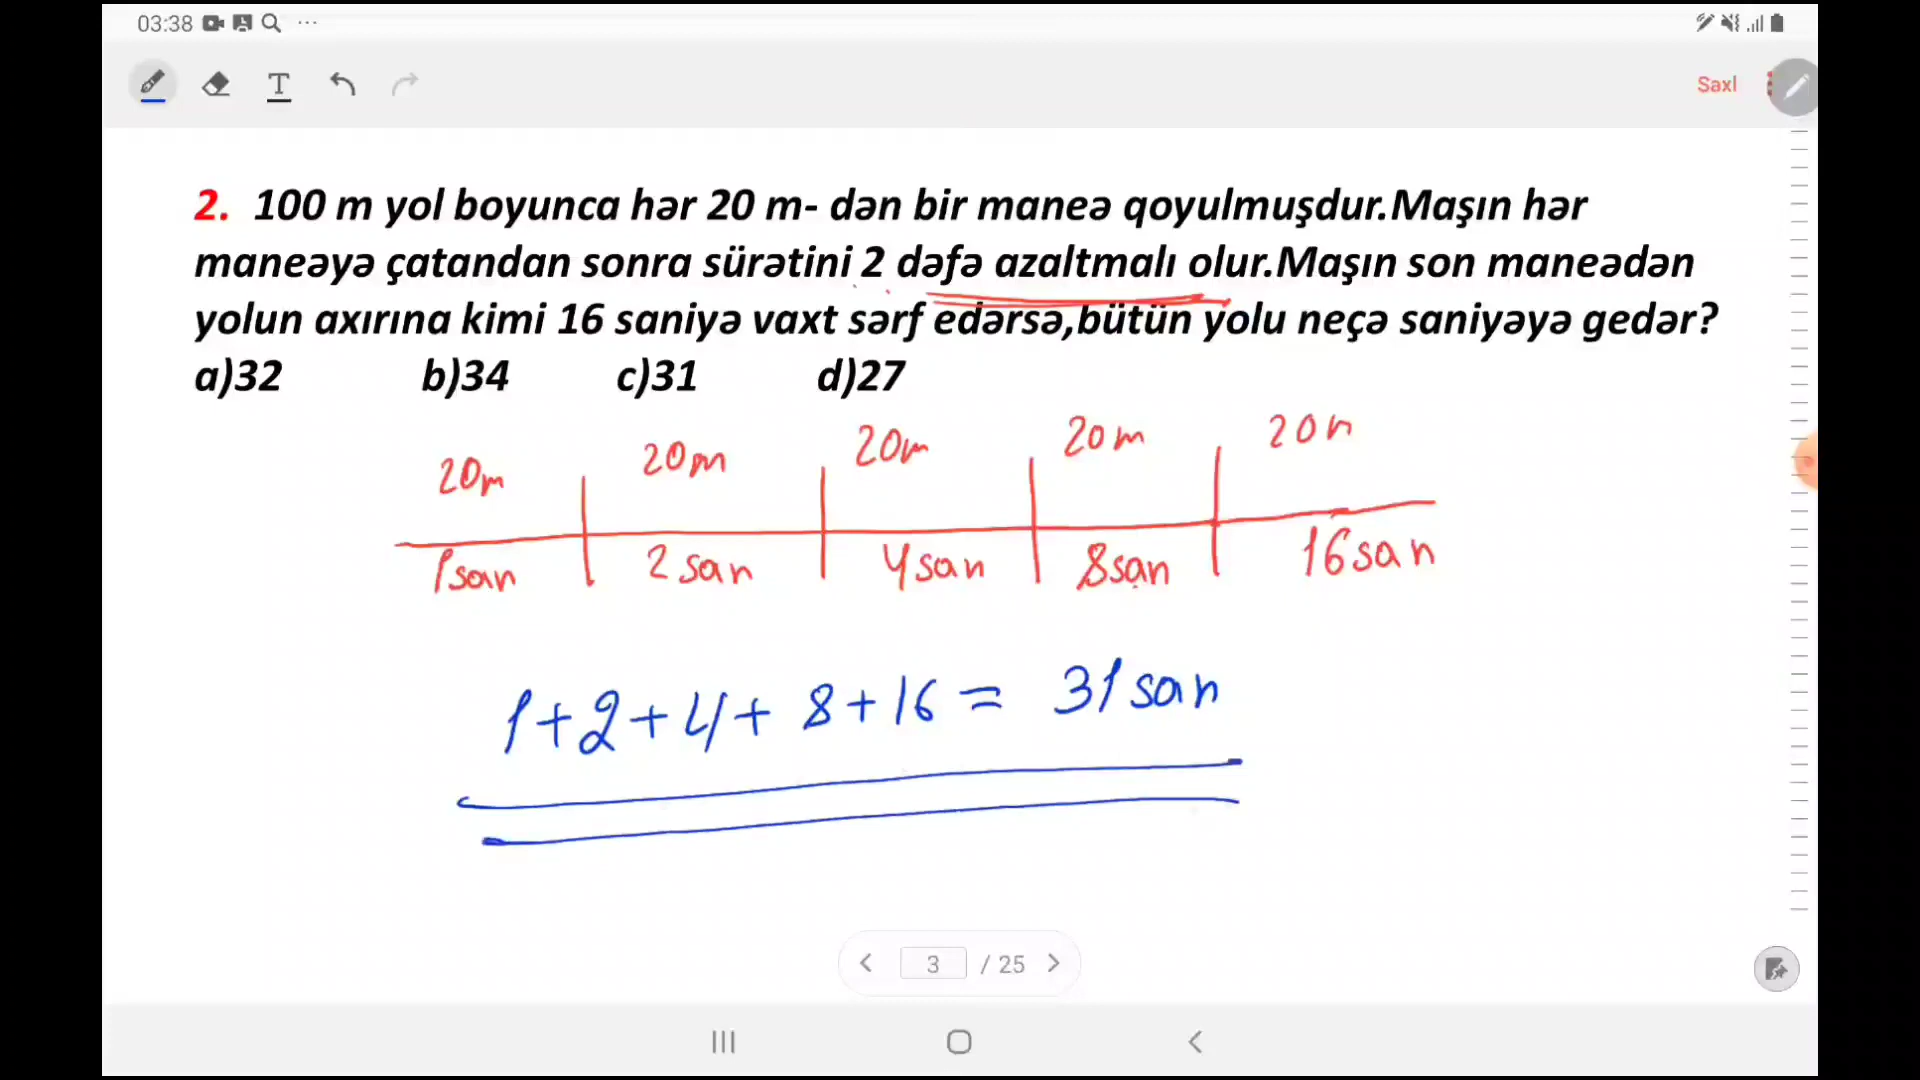 03:38
Saxl
2. 100 m yol boyunca hər 20 m- dən bir maneə qoyulmuşdur.Maşın hər
maneəyə çatandan sonra sürətini 2 dəfə azaltmalı olur.Maşın son maneədən
yolun axırına kimi 16 saniyə vaxt sərf edərsə,bütün yolu neçə saniyəyə gedər?
a)32 b)34 c)31 d)27
20m 20m 20m 20m 20m
1san 2san 4san 8san 16san
1+2+4+8+16= 31san
3 / 25